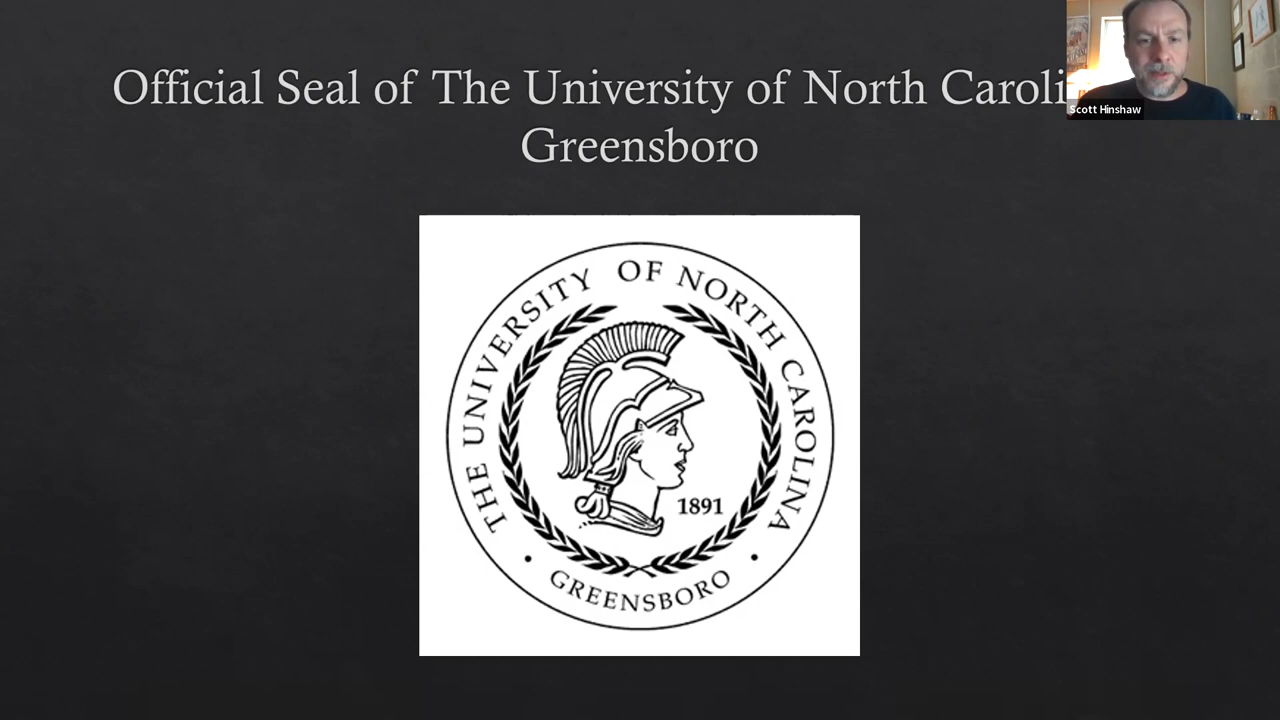 Official Seal of The University of North Caroli
Greensboro
Scott Hinshaw
THE UNIVERSITY OF NORTH CAROLINA
1891
• GREENSBORO •